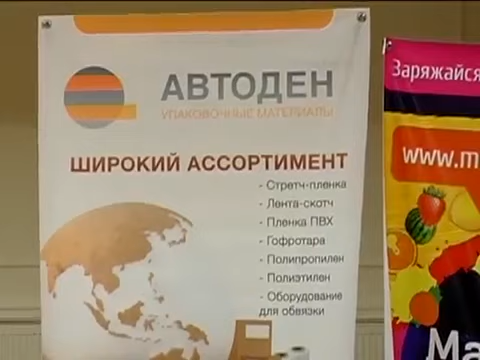 АВТОДЕН
УПАКОВОЧНЫЕ МАТЕРИАЛЫ
ШИРОКИЙ АССОРТИМЕНТ
- Стретч-пленка
- Лента-скотч
- Пленка ПВХ
- Гофротара
- Полипропилен
- Полиэтилен
- Оборудование
для обвязки
Заряжайся
www.m
Ma